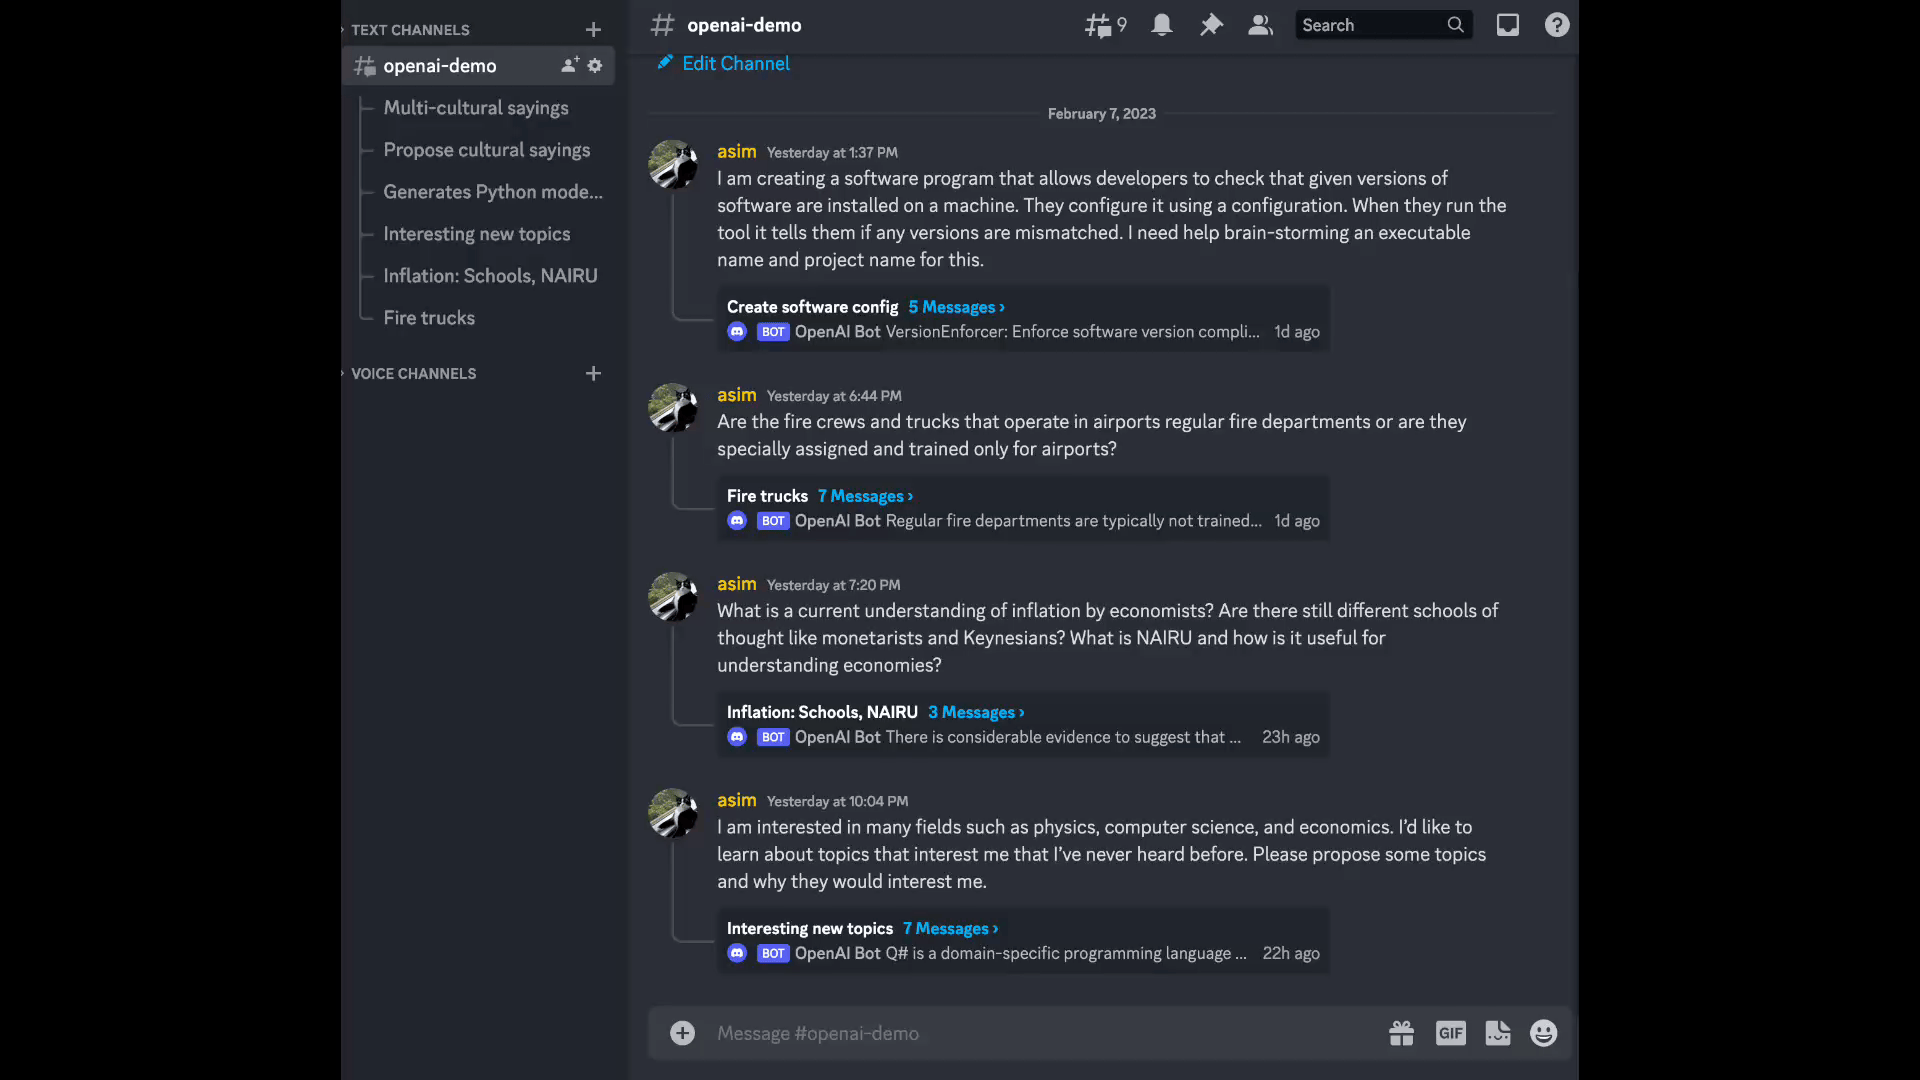 TEXT CHANNELS
openai-demo
Multi-cultural sayings
Propose cultural sayings
Generates Python mode...
Interesting new topics
Inflation: Schools, NAIRU
Fire trucks
VOICE CHANNELS
openai-demo
9
Search
Edit Channel
February 7, 2023
asim Yesterday at 1:37 PM
I am creating a software program that allows developers to check that given versions of
software are installed on a machine. They configure it using a configuration. When they run the
tool it tells them if any versions are mismatched. I need help brain-storming an executable
name and project name for this.
Create software config 5 Messages ›
BOT OpenAI Bot VersionEnforcer: Enforce software version compli... 1d ago
asim Yesterday at 6:44 PM
Are the fire crews and trucks that operate in airports regular fire departments or are they
specially assigned and trained only for airports?
Fire trucks 7 Messages ›
BOT OpenAI Bot Regular fire departments are typically not trained... 1d ago
asim Yesterday at 7:20 PM
What is a current understanding of inflation by economists? Are there still different schools of
thought like monetarists and Keynesians? What is NAIRU and how is it useful for
understanding economies?
Inflation: Schools, NAIRU 3 Messages ›
BOT OpenAI Bot There is considerable evidence to suggest that ... 23h ago
asim Yesterday at 10:04 PM
I am interested in many fields such as physics, computer science, and economics. I'd like to
learn about topics that interest me that I've never heard before. Please propose some topics
and why they would interest me.
Interesting new topics 7 Messages ›
BOT OpenAI Bot Q# is a domain-specific programming language ... 22h ago
Message #openai-demo
GIF